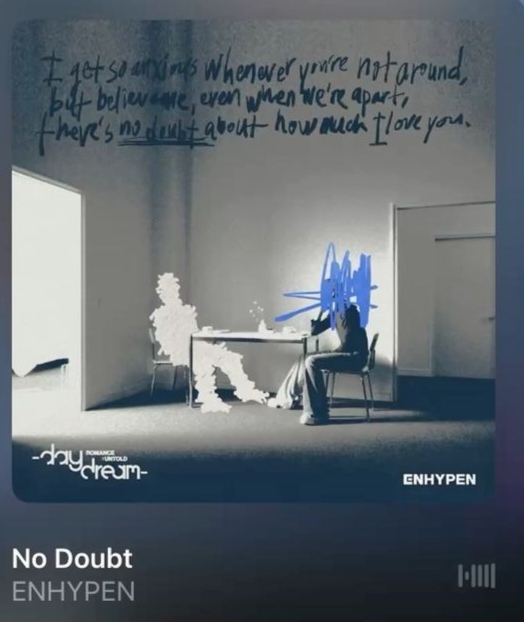 I get so anxious whenever you're not around,
but believe me, even when we're apart,
there's no doubt about how much I love you.
-day ROMANCE : UNTOLD
dream-
ENHYPEN
No Doubt
ENHYPEN